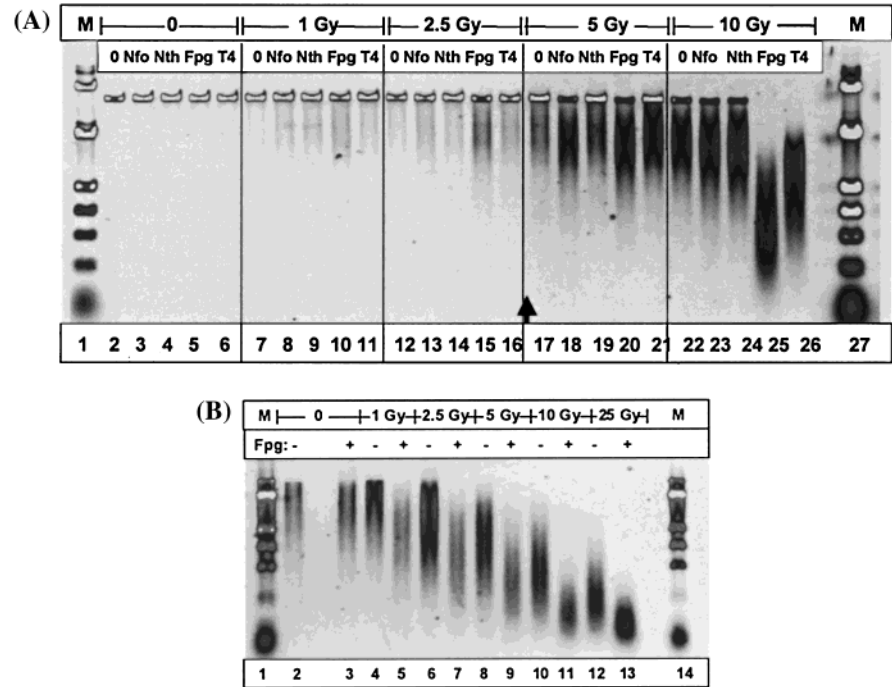 (A)
M 0 1 Gy 2.5 Gy 5 Gy 10 Gy M
0 Nfo Nth Fpg T4 0 Nfo Nth Fpg T4 0 Nfo Nth Fpg T4 0 Nfo Nth Fpg T4 0 Nfo Nth Fpg T4
1 2 3 4 5 6 7 8 9 10 11 12 13 14 15 16 17 18 19 20 21 22 23 24 25 26 27
(B)
M 0 1 Gy 2.5 Gy 5 Gy 10 Gy 25 Gy M
Fpg: - + - + - + - + - + - +
1 2 3 4 5 6 7 8 9 10 11 12 13 14